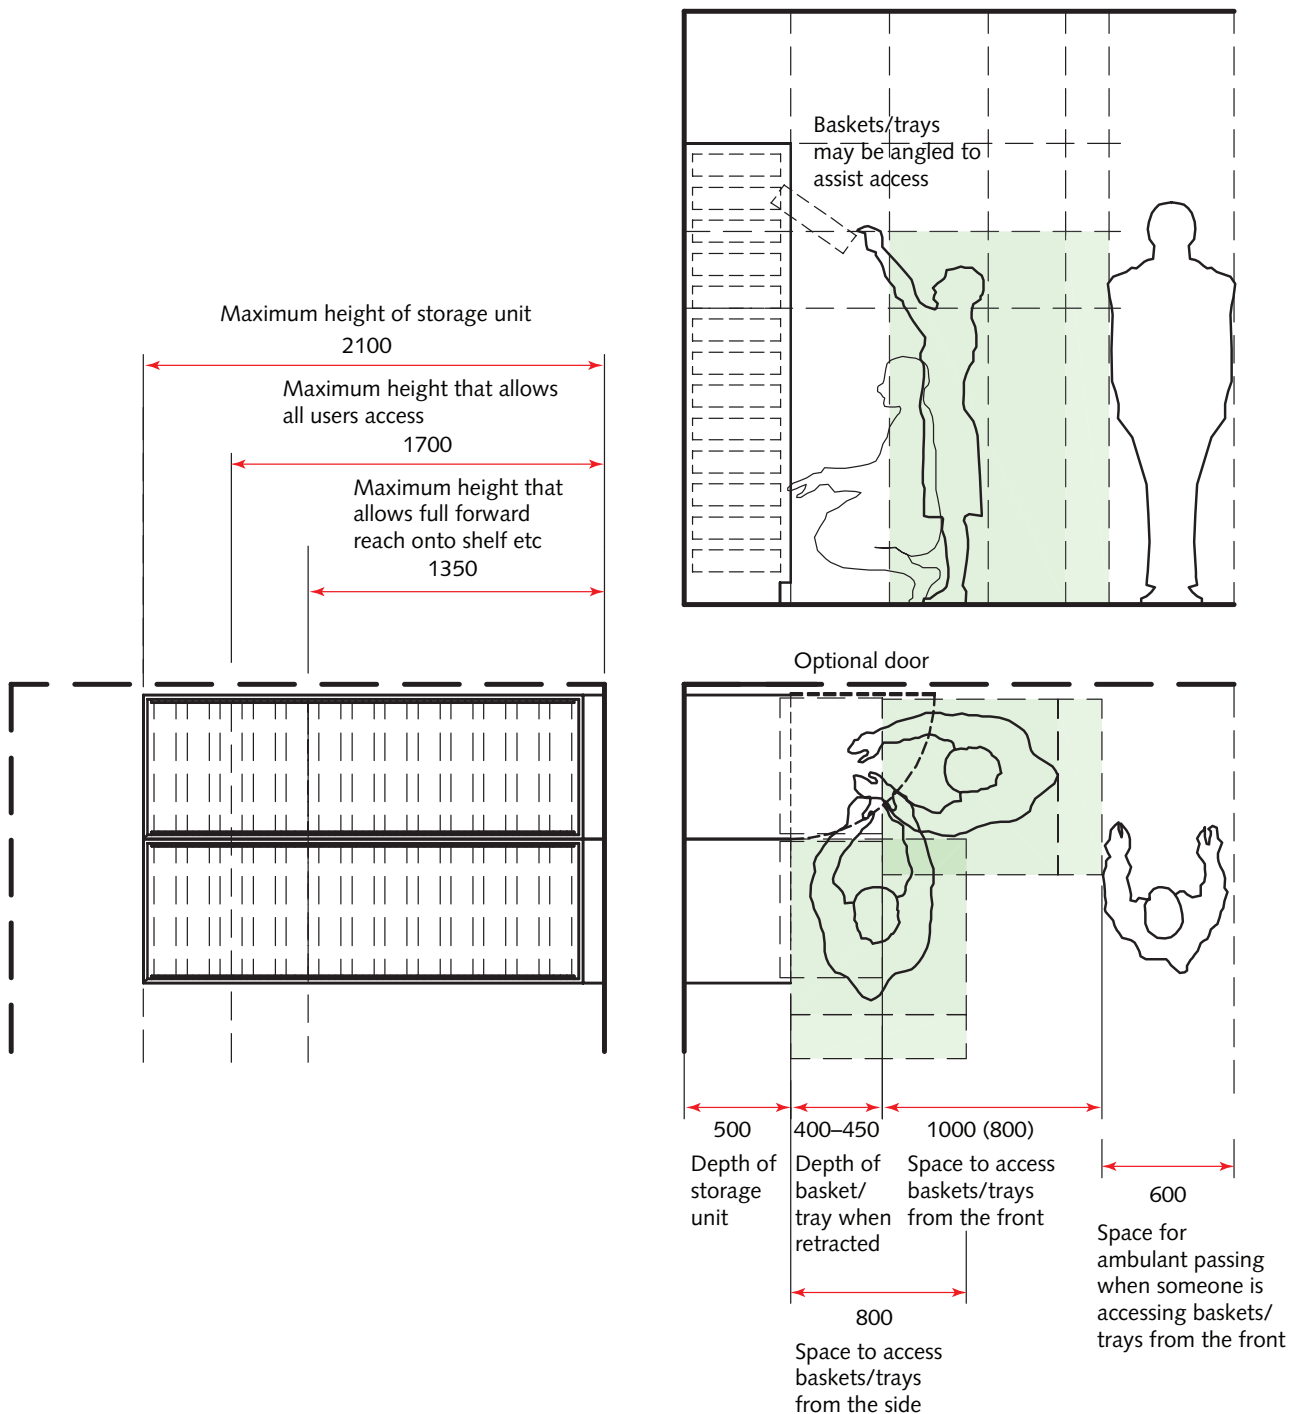 Baskets/trays
may be angled to
assist access
Maximum height of storage unit
2100
Maximum height that allows
all users access
1700
Maximum height that
allows full forward
reach onto shelf etc
1350
Optional door
500
Depth of
storage
unit
400–450
Depth of
basket/
tray when
retracted
1000 (800)
Space to access
baskets/trays
from the front
600
Space for
ambulant passing
when someone is
accessing baskets/
trays from the front
800
Space to access
baskets/trays
from the side